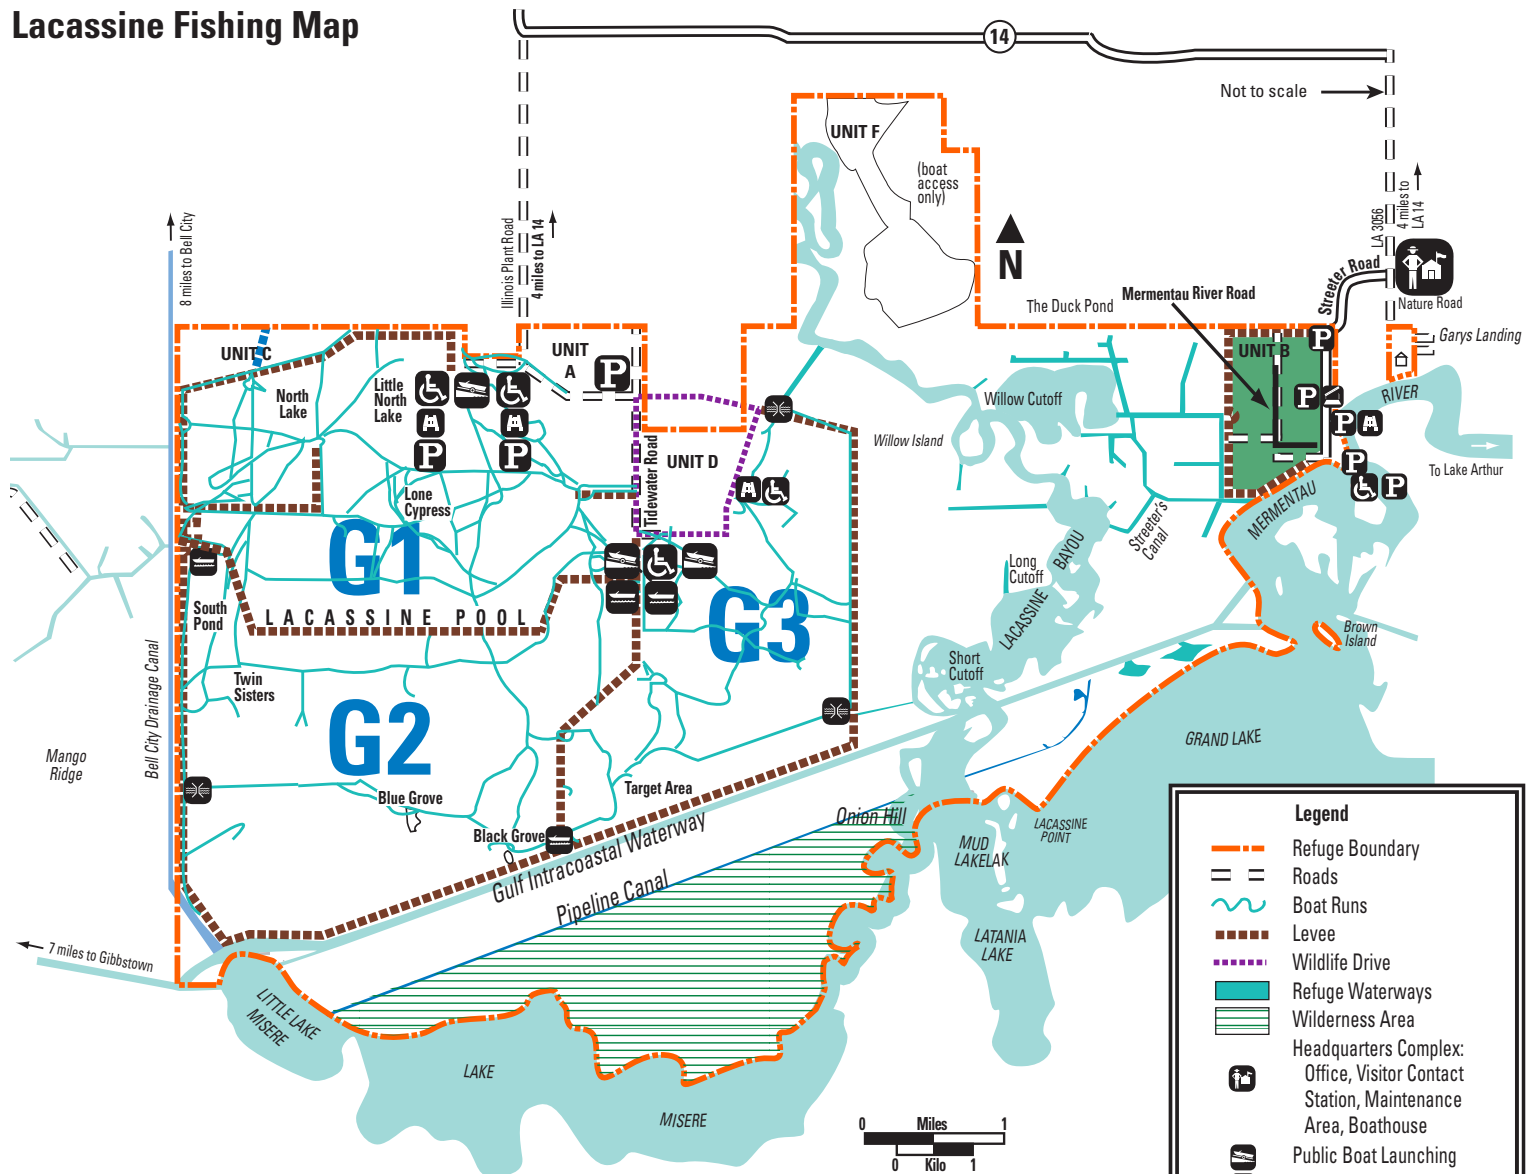 Lacassine Fishing Map
14
Not to scale
UNIT F
(boat
access
only)
8 miles to Bell City
Illinois Plant Road
4 miles to LA 14
LA 3056
4 miles to
LA 14
N
Streeter Road
Nature Road
The Duck Pond
Mermentau River Road
Garys Landing
UNIT C
UNIT
A
P
UNIT B
P
North
Lake
Little
North
Lake
P
P
Willow Cutoff
P
RIVER
P
Willow Island
UNIT D
Tidewater Road
To Lake Arthur
P
P
Lone
Cypress
MERMENTAU
Streeter's
Canal
G1
BAYOU
Long
Cutoff
LACASSINE
South
Pond
LACASSINE POOL
G3
Brown
Island
Short
Cutoff
Twin
Sisters
Bell City Drainage Canal
G2
Mango
Ridge
GRAND LAKE
Target Area
Blue Grove
Onion Hill
LACASSINE
POINT
Black Grove
MUD
LAKELAK
Gulf Intracoastal Waterway
Pipeline Canal
LATANIA
LAKE
7 miles to Gibbstown
LITTLE LAKE
MISERE
LAKE
MISERE
0 Miles 1
0 Kilo 1
Legend
Refuge Boundary
Roads
Boat Runs
Levee
Wildlife Drive
Refuge Waterways
Wilderness Area
Headquarters Complex:
Office, Visitor Contact
Station, Maintenance
Area, Boathouse
Public Boat Launching